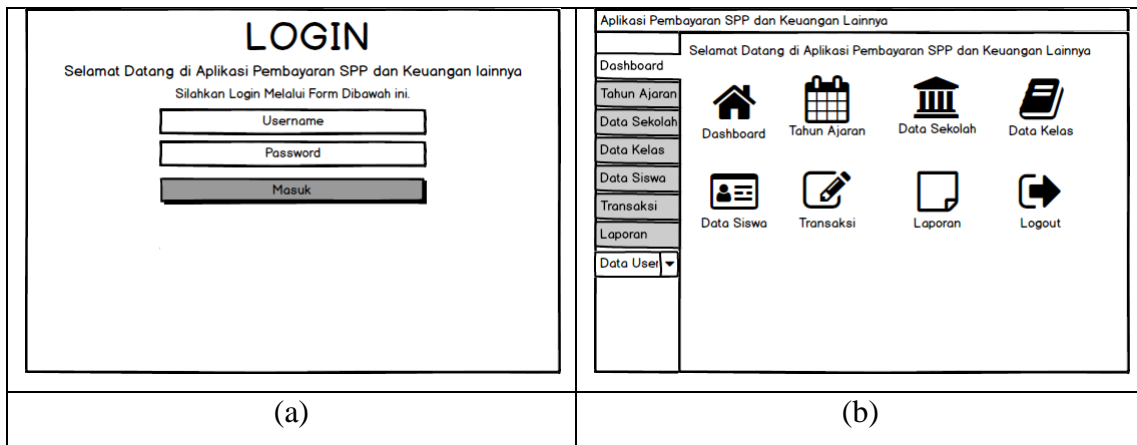 LOGIN
Selamat Datang di Aplikasi Pembayaran SPP dan Keuangan lainnya
Silahkan Login Melalui Form Dibawah ini.
Username
Password
Masuk
(a)
Aplikasi Pembayaran SPP dan Keuangan Lainnya
Dashboard
Tahun Ajaran
Data Sekolah
Data Kelas
Data Siswa
Transaksi
Laporan
Data User
Selamat Datang di Aplikasi Pembayaran SPP dan Keuangan Lainnya
Dashboard Tahun Ajaran Data Sekolah Data Kelas
Data Siswa Transaksi Laporan Logout
(b)